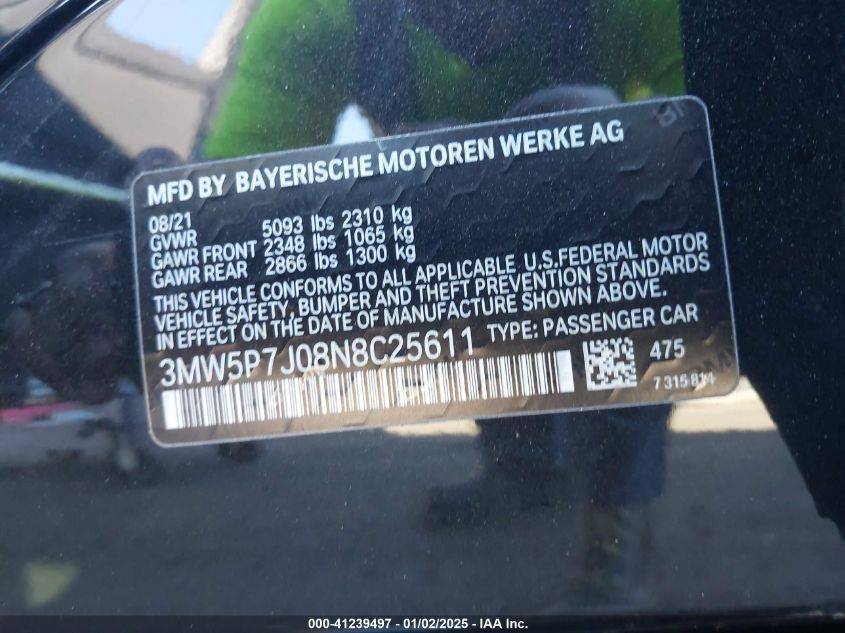 MFD BY BAYERISCHE MOTOREN WERKE AG
08/21
GVWR 5093 lbs 2310 kg
GAWR FRONT 2348 lbs 1065 kg
GAWR REAR 2866 lbs 1300 kg
THIS VEHICLE CONFORMS TO ALL APPLICABLE U.S.FEDERAL MOTOR
VEHICLE SAFETY, BUMPER AND THEFT PREVENTION STANDARDS
IN EFFECT ON THE DATE OF MANUFACTURE SHOWN ABOVE.
3MW5P7J08N8C25611 TYPE: PASSENGER CAR
475
7315814
000-41239497 - 01/02/2025 - IAA Inc.